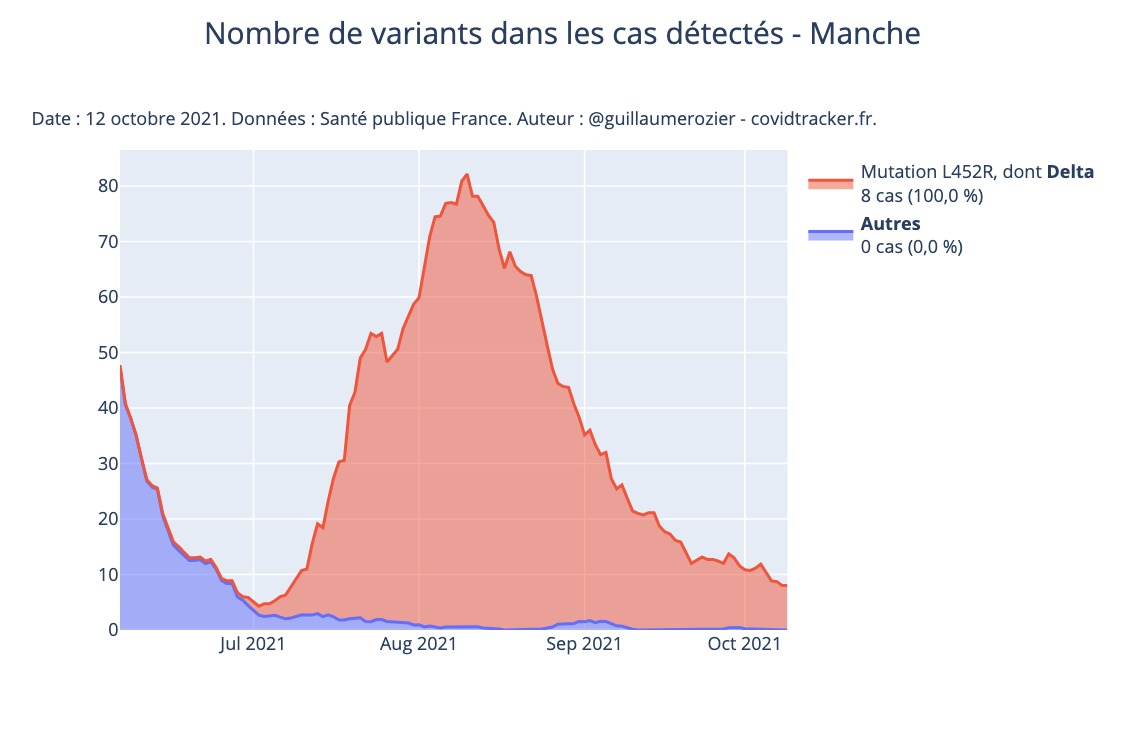 Nombre de variants dans les cas détectés - Manche
Date : 12 octobre 2021. Données : Santé publique France. Auteur : @guillaumerozier - covidtracker.fr.
Mutation L452R, dont Delta
8 cas (100,0 %)
Autres
0 cas (0,0 %)
80
70
60
50
40
30
20
10
0
Jul 2021
Aug 2021
Sep 2021
Oct 2021